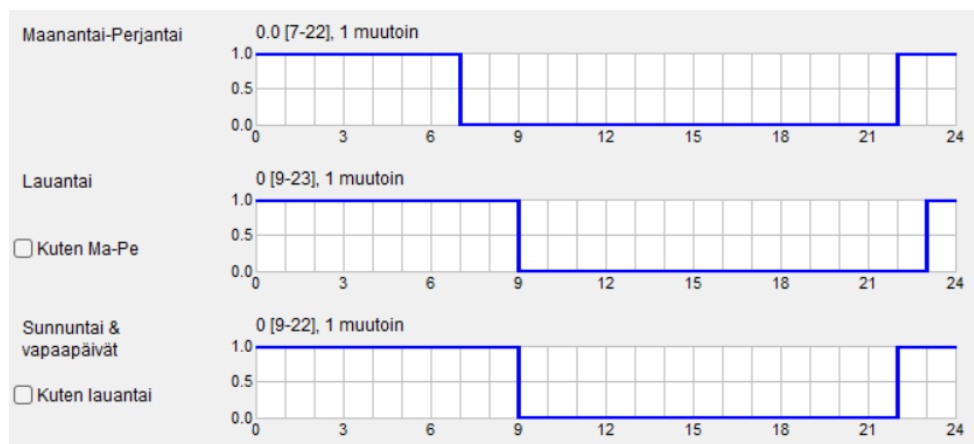 Maanantai-Perjantai
0.0 [7-22], 1 muutoin
1.0
0.5
0.0
0 3 6 9 12 15 18 21 24
Lauantai
0 [9-23], 1 muutoin
1.0
0.5
Kuten Ma-Pe
0.0
0 3 6 9 12 15 18 21 24
Sunnuntai &
vapaapäivät
0 [9-22], 1 muutoin
1.0
0.5
Kuten lauantai
0.0
0 3 6 9 12 15 18 21 24